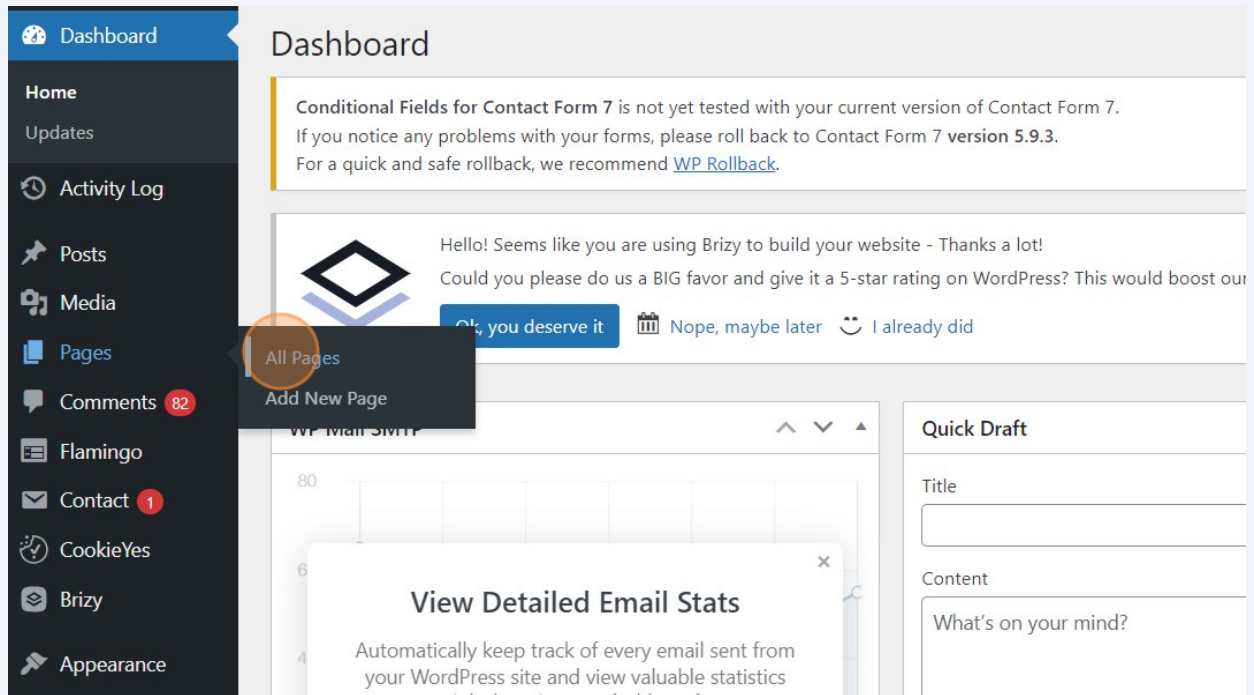 Dashboard
Home
Updates
Activity Log
Posts
Media
Pages
Comments 82
Flamingo
Contact 1
CookieYes
Brizy
Appearance
All Pages
Add New Page
Dashboard
Conditional Fields for Contact Form 7 is not yet tested with your current version of Contact Form 7.
If you notice any problems with your forms, please roll back to Contact Form 7 version 5.9.3.
For a quick and safe rollback, we recommend WP Rollback.
Hello! Seems like you are using Brizy to build your website - Thanks a lot!
Could you please do us a BIG favor and give it a 5-star rating on WordPress? This would boost our
Ok, you deserve it Nope, maybe later I already did
WP Mail SMTP
80
View Detailed Email Stats
Automatically keep track of every email sent from
your WordPress site and view valuable statistics
Quick Draft
Title
Content
What's on your mind?